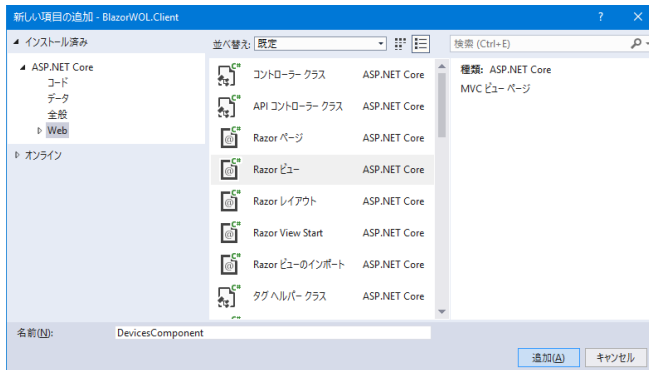 新しい項目の追加 - BlazorWOL.Client
インストール済み
ASP.NET Core
コード
データ
全般
Web
オンライン
並べ替え: 既定
コントローラー クラス ASP.NET Core
API コントローラー クラス ASP.NET Core
Razor ページ ASP.NET Core
Razor ビュー ASP.NET Core
Razor レイアウト ASP.NET Core
Razor View Start ASP.NET Core
Razor ビューのインポート ASP.NET Core
タグ ヘルパー クラス ASP.NET Core
検索 (Ctrl+E)
種類: ASP.NET Core
MVC ビュー ページ
名前(N): DevicesComponent
追加(A) キャンセル